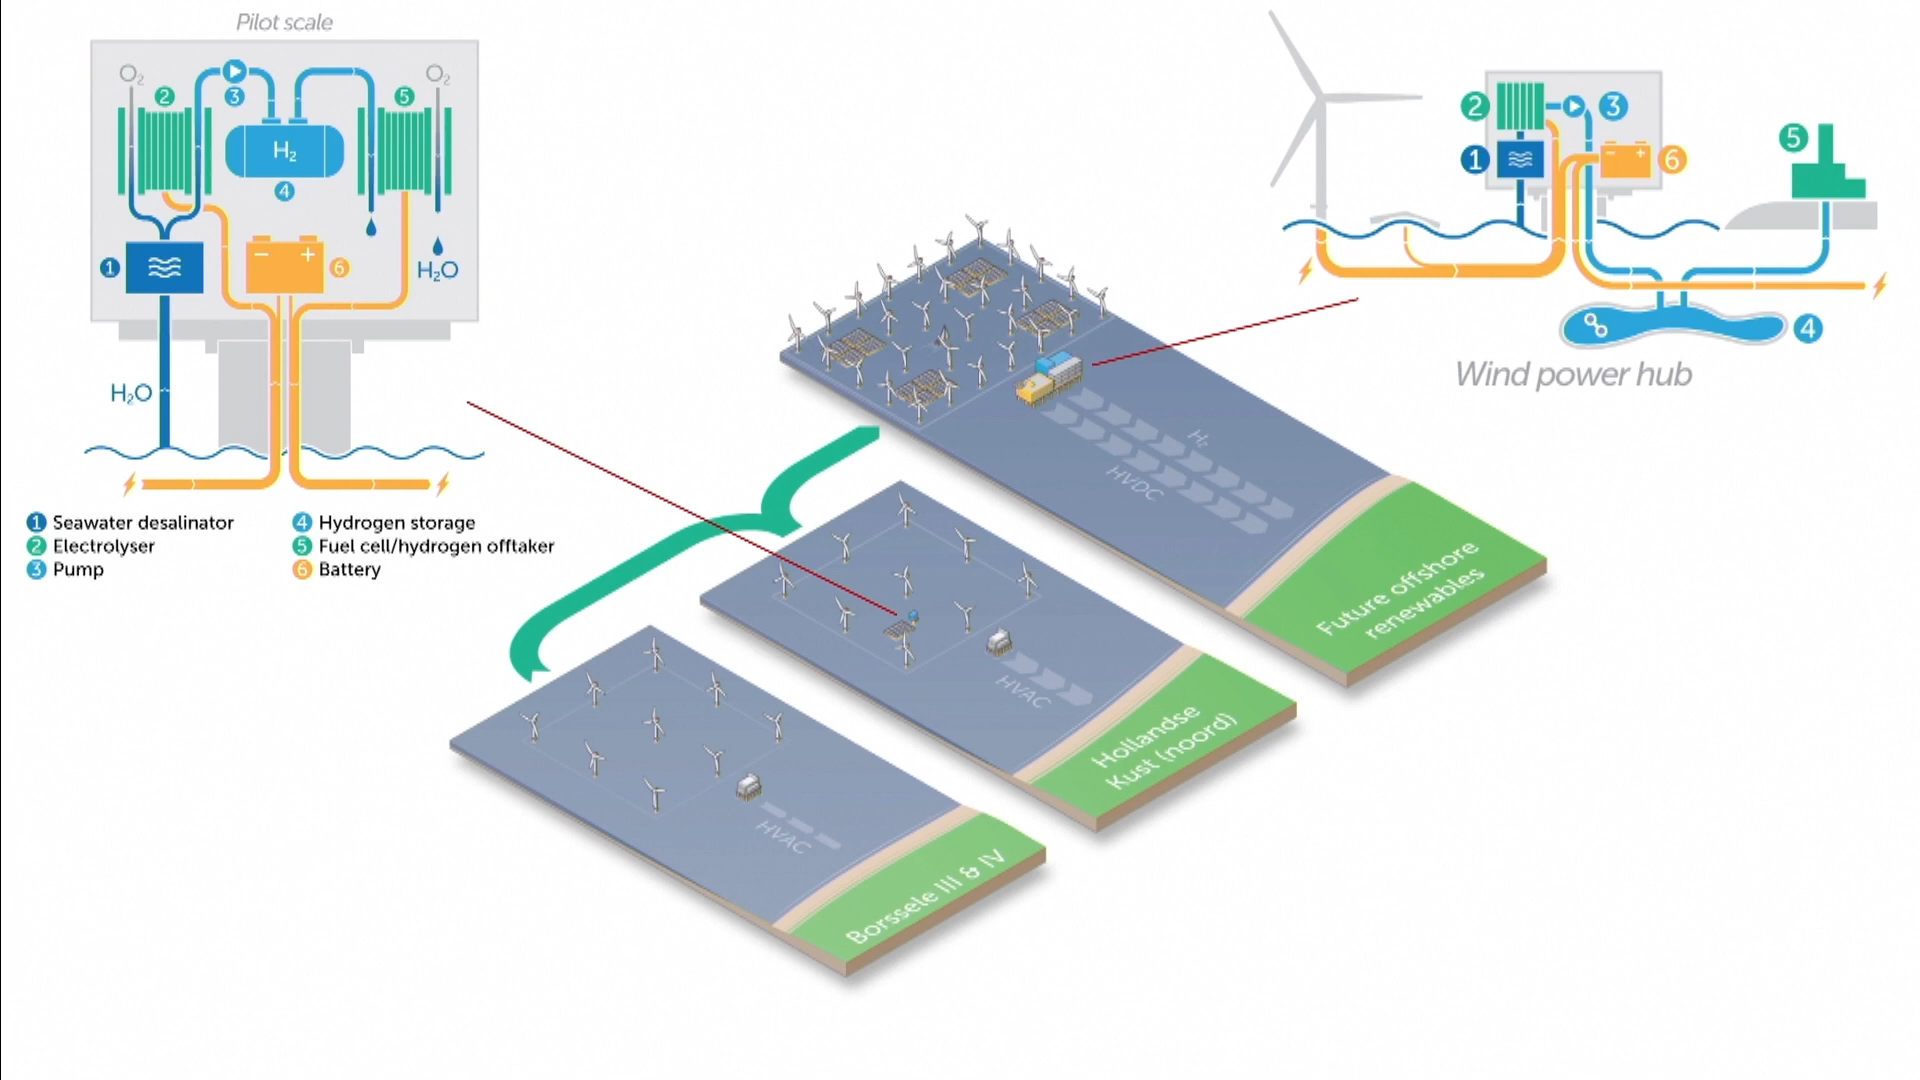 Pilot scale
O2
2
3
5
O2
H2
4
1
6
H2O
H2O
1 Seawater desalinator
2 Electrolyser
3 Pump
4 Hydrogen storage
5 Fuel cell/hydrogen offtaker
6 Battery
2
3
1
6
5
4
Wind power hub
H2
HVDC
Future offshore
renewables
HVAC
Hollandse
Kust (noord)
HVAC
Borssele III & IV